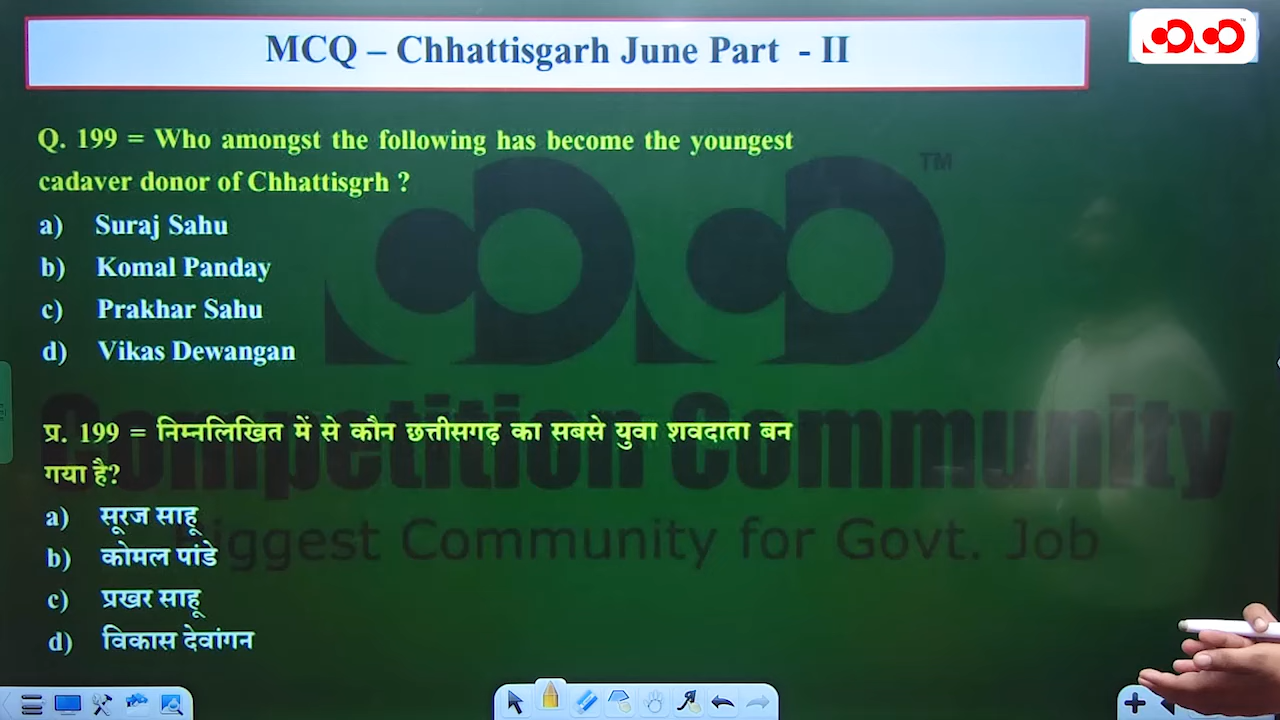 MCQ – Chhattisgarh June Part - II
Q. 199 = Who amongst the following has become the youngest
cadaver donor of Chhattisgrh ?
a) Suraj Sahu
b) Komal Panday
c) Prakhar Sahu
d) Vikas Dewangan
प्र. 199 = निम्नलिखित में से कौन छत्तीसगढ़ का सबसे युवा शवदाता बन
गया है?
a) सूरज साहू
b) कोमल पांडे
c) प्रखर साहू
d) विकास देवांगन
TM
Competition Community
Biggest Community for Govt. Job